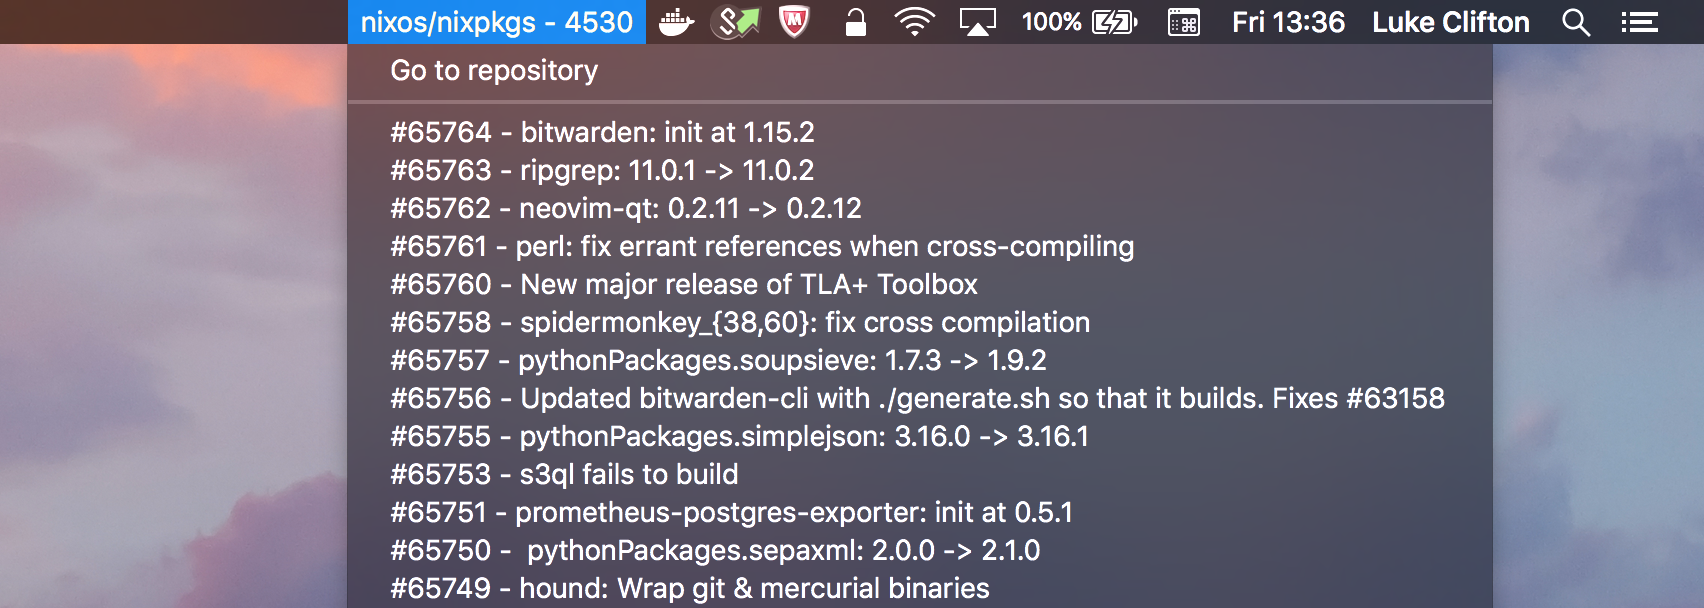 nixos/nixpkgs - 4530 100% Fri 13:36 Luke Clifton
Go to repository
#65764 - bitwarden: init at 1.15.2
#65763 - ripgrep: 11.0.1 -> 11.0.2
#65762 - neovim-qt: 0.2.11 -> 0.2.12
#65761 - perl: fix errant references when cross-compiling
#65760 - New major release of TLA+ Toolbox
#65758 - spidermonkey_{38,60}: fix cross compilation
#65757 - pythonPackages.soupsieve: 1.7.3 -> 1.9.2
#65756 - Updated bitwarden-cli with ./generate.sh so that it builds. Fixes #63158
#65755 - pythonPackages.simplejson: 3.16.0 -> 3.16.1
#65753 - s3ql fails to build
#65751 - prometheus-postgres-exporter: init at 0.5.1
#65750 -  pythonPackages.sepaxml: 2.0.0 -> 2.1.0
#65749 - hound: Wrap git & mercurial binaries